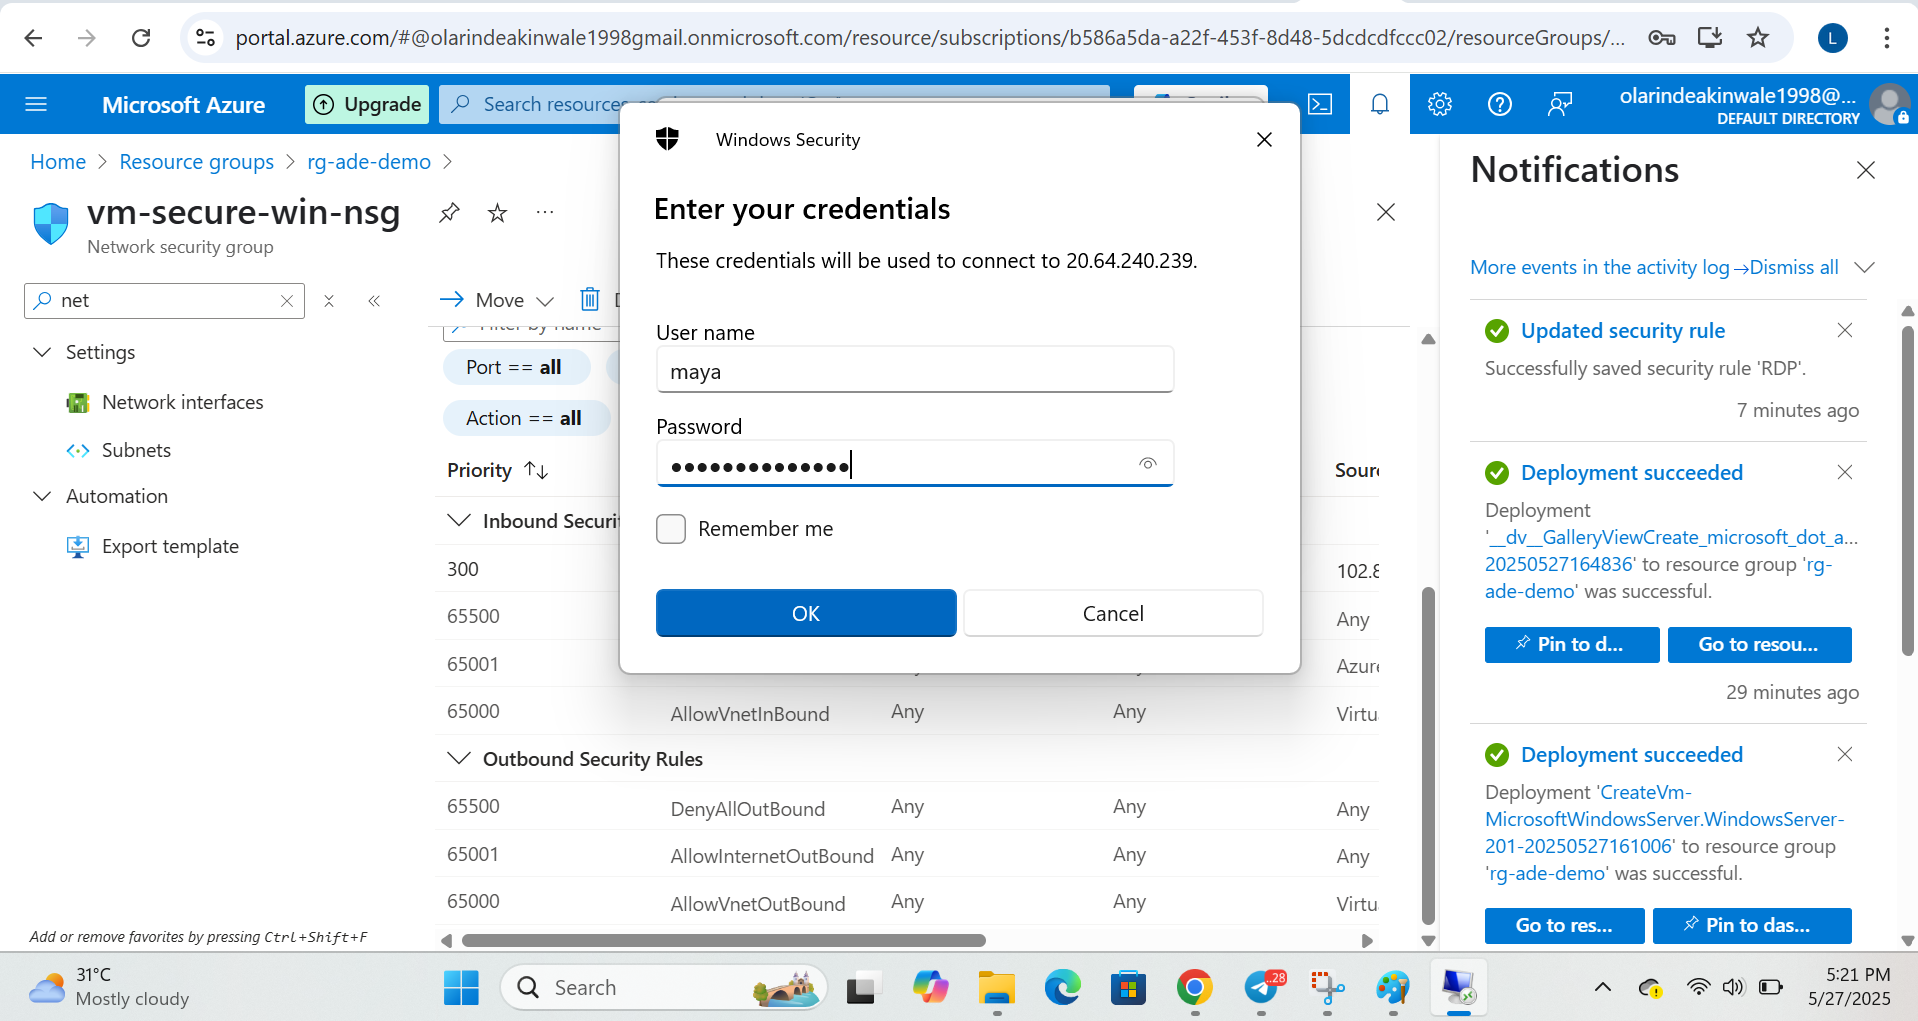 portal.azure.com/#@olarindeakinwale1998gmail.onmicrosoft.com/resource/subscriptions/b586a5da-a22f-453f-8d48-5dcdcdfccc02/resourceGroups/...
L
Microsoft Azure
Upgrade
Search resources,
olarindeakinwale1998@...
DEFAULT DIRECTORY
Home > Resource groups > rg-ade-demo >
vm-secure-win-nsg
Network security group
net
Settings
Network interfaces
Subnets
Automation
Export template
Add or remove favorites by pressing Ctrl+Shift+F
Move
Filter by name
Port == all
Action == all
Priority
Sour
Inbound Securi
300
102.8
65500
Any
65001
Azure
65000 AllowVnetInBound Any Any Virtu
Outbound Security Rules
65500 DenyAllOutBound Any Any Any
65001 AllowInternetOutBound Any Any Any
65000 AllowVnetOutBound Any Any Virtu
Windows Security
Enter your credentials
These credentials will be used to connect to 20.64.240.239.
User name
maya
Password
Remember me
OK
Cancel
Notifications
More events in the activity log → Dismiss all
Updated security rule
Successfully saved security rule 'RDP'.
7 minutes ago
Deployment succeeded
Deployment
'__dv__GalleryViewCreate_microsoft_dot_a...
20250527164836' to resource group 'rg-
ade-demo' was successful.
Pin to d...
Go to resou...
29 minutes ago
Deployment succeeded
Deployment 'CreateVm-
MicrosoftWindowsServer.WindowsServer-
201-20250527161006' to resource group
'rg-ade-demo' was successful.
Go to res...
Pin to das...
31°C
Mostly cloudy
Search
..28
5:21 PM
5/27/2025